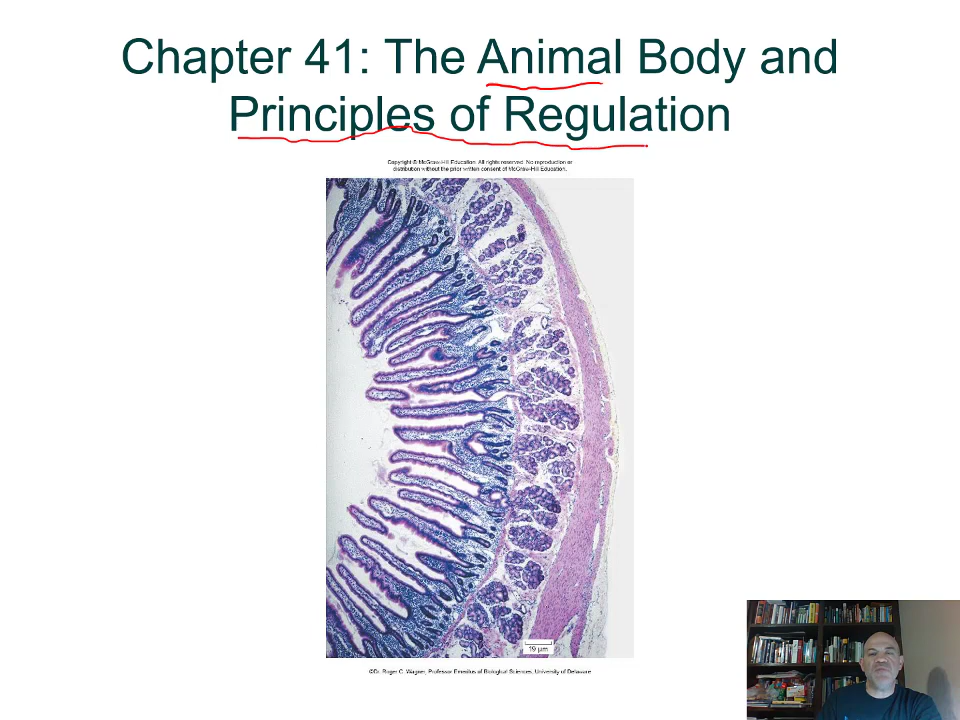 Chapter 41: The Animal Body and
Principles of Regulation
Copyright © McGraw-Hill Education. All rights reserved. No reproduction or
distribution without the prior written consent of McGraw-Hill Education.
19 µm
©Dr. Roger C. Wagner, Professor Emeritus of Biological Sciences, University of Delaware